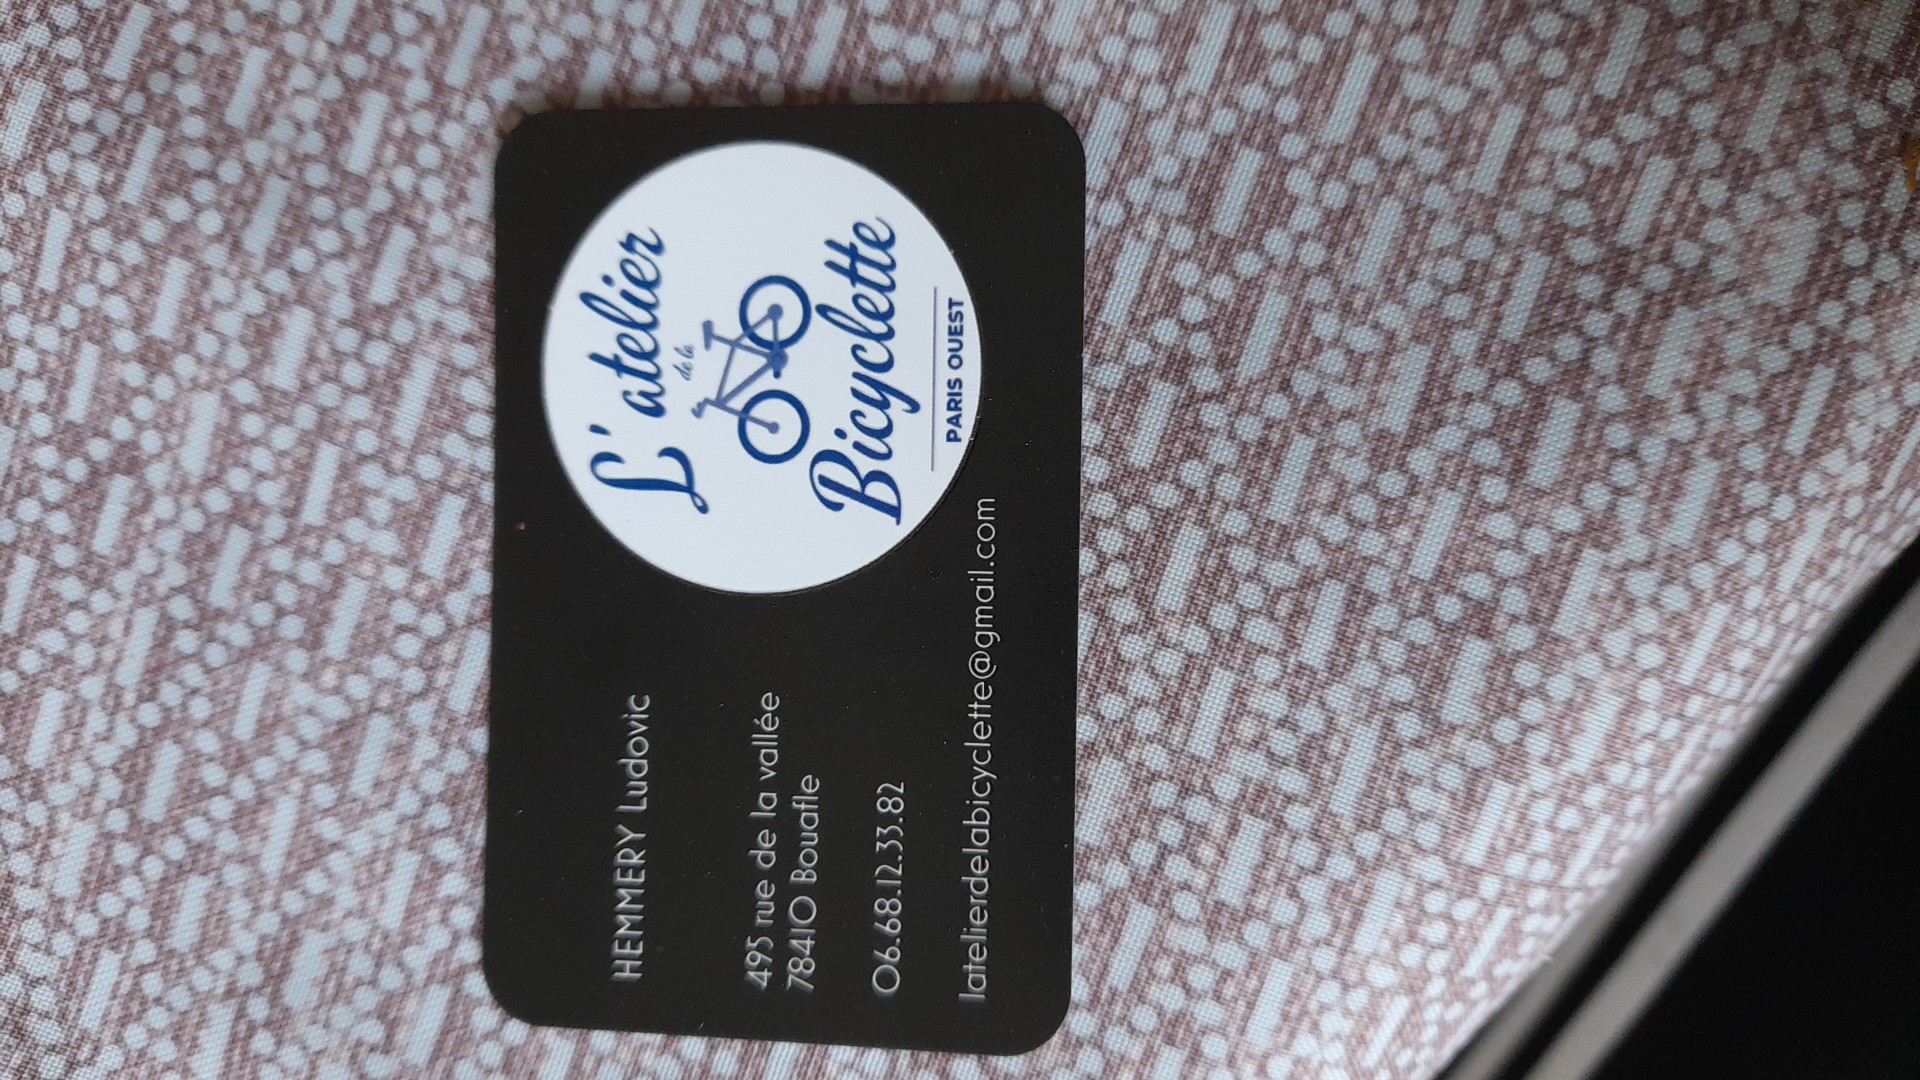 HEMMERY Ludovic
495 rue de la vallée
78410 Bouafle
06.68.12.33.82
latelierdelabicyclette@gmail.com
L'atelier
de la
Bicyclette
PARIS OUEST